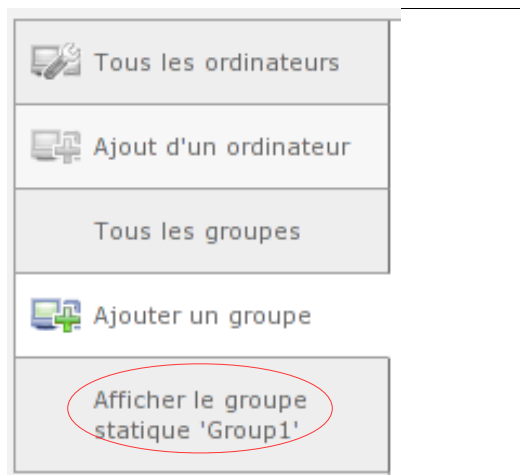 Tous les ordinateurs
Ajout d'un ordinateur
Tous les groupes
Ajouter un groupe
Afficher le groupe
statique 'Group1'